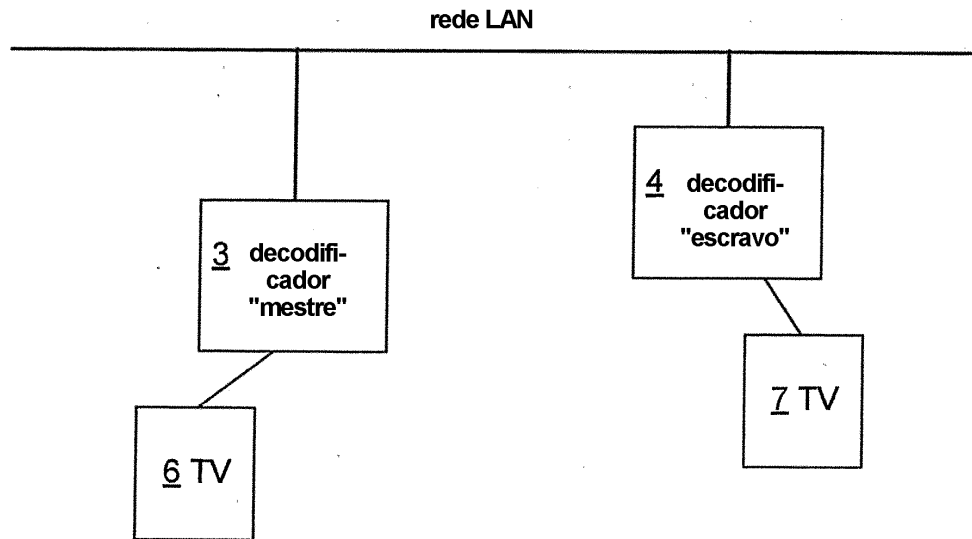 rede LAN
3 decodifi-
cador
"mestre"
4 decodifi-
cador
"escravo"
6 TV
7 TV